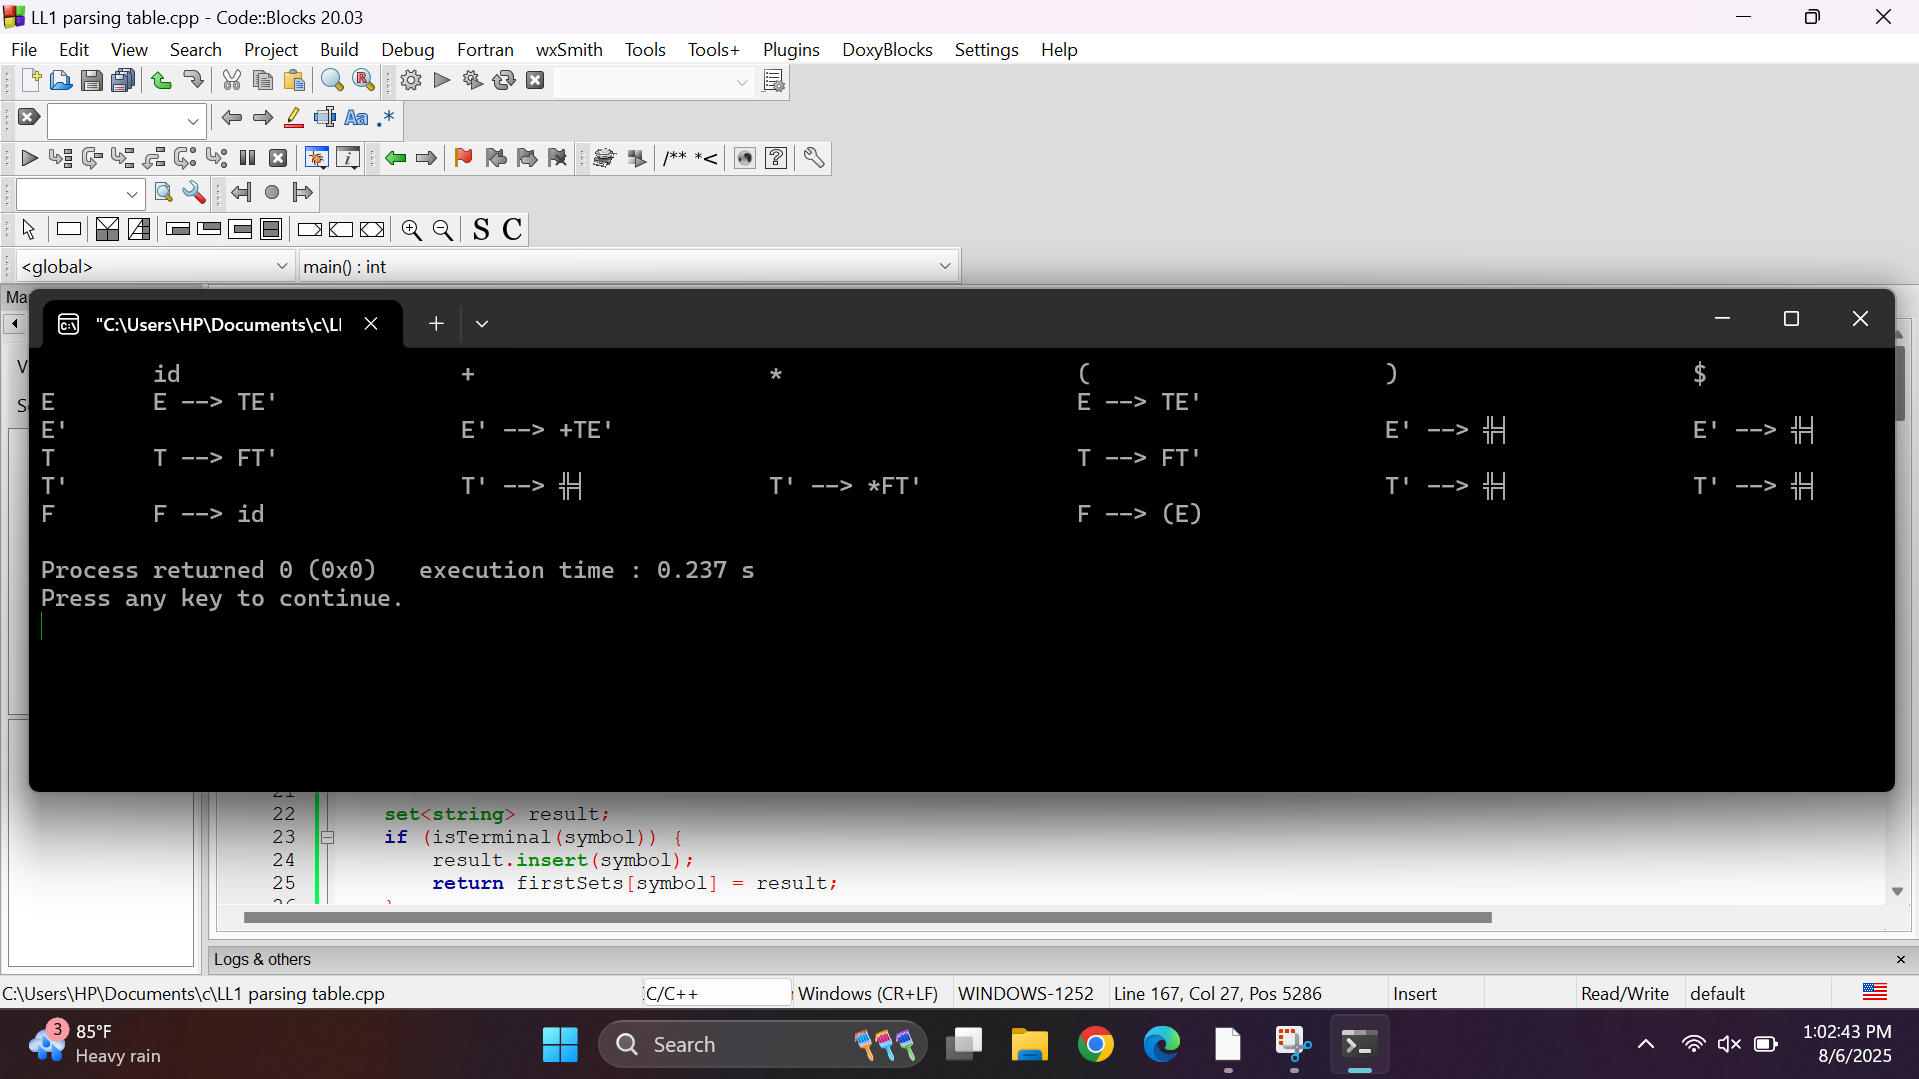 LL1 parsing table.cpp - Code::Blocks 20.03
File Edit View Search Project Build Debug Fortran wxSmith Tools Tools+ Plugins DoxyBlocks Settings Help
Aa .*
/** *<
S C
<global> main() : int
Ma
"C:\Users\HP\Documents\c\Ll
V
S
id + * ( ) $
E E --> TE' E --> TE'
E' E' --> +TE' E' --> ╬╡ E' --> ╬╡
T T --> FT' T --> FT'
T' T' --> ╬╡ T' --> *FT' T' --> ╬╡ T' --> ╬╡
F F --> id F --> (E)
Process returned 0 (0x0) execution time : 0.237 s
Press any key to continue.
21
22 set<string> result;
23 if (isTerminal(symbol)) {
24 result.insert(symbol);
25 return firstSets[symbol] = result;
26 }
Logs & others
C:\Users\HP\Documents\c\LL1 parsing table.cpp C/C++ Windows (CR+LF) WINDOWS-1252 Line 167, Col 27, Pos 5286 Insert Read/Write default
3 85°F
Heavy rain
Search
1:02:43 PM
8/6/2025